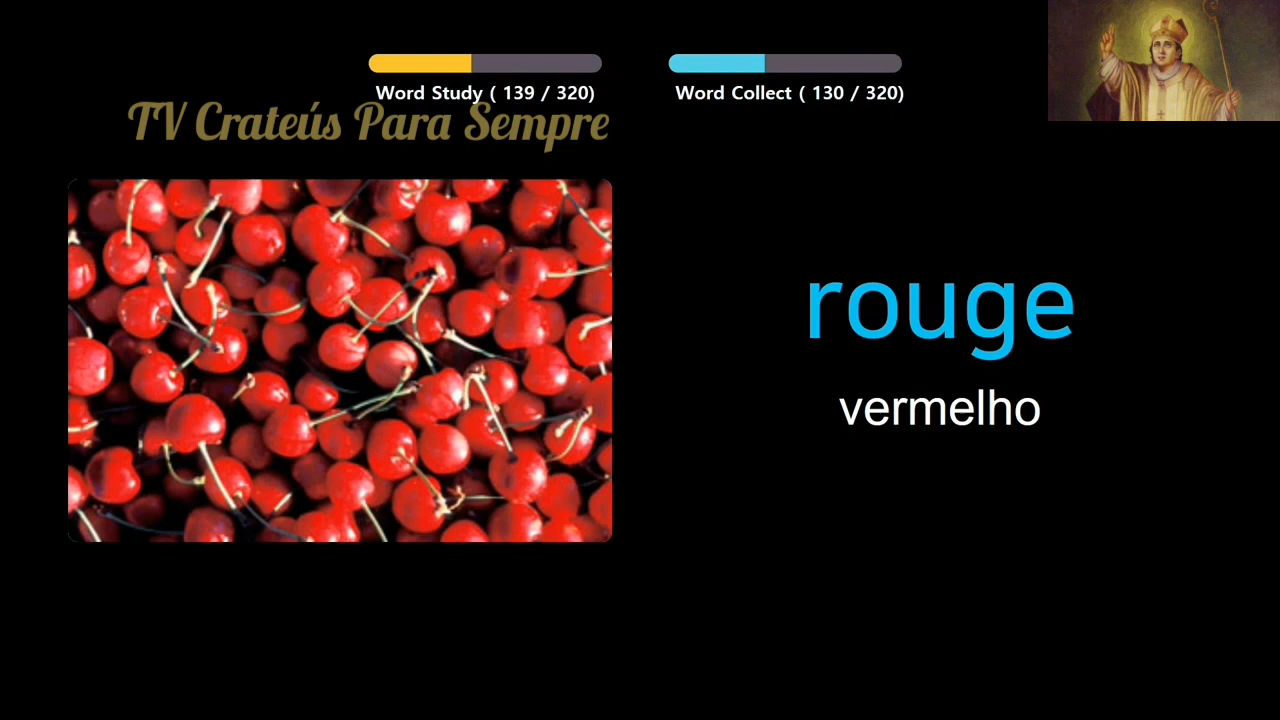 Word Study ( 139 / 320)
Word Collect ( 130 / 320)
TV Crateús Para Sempre
rouge
vermelho